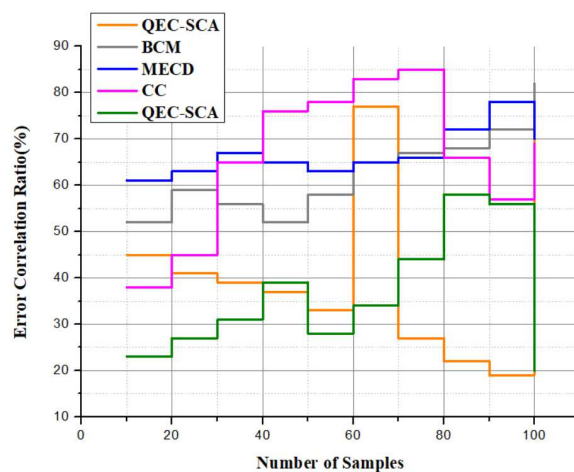 QEC-SCA
BCM
MECD
CC
QEC-SCA
Error Correlation Ratio(%)
90
80
70
60
50
40
30
20
10
0
20
40
60
80
100
Number of Samples